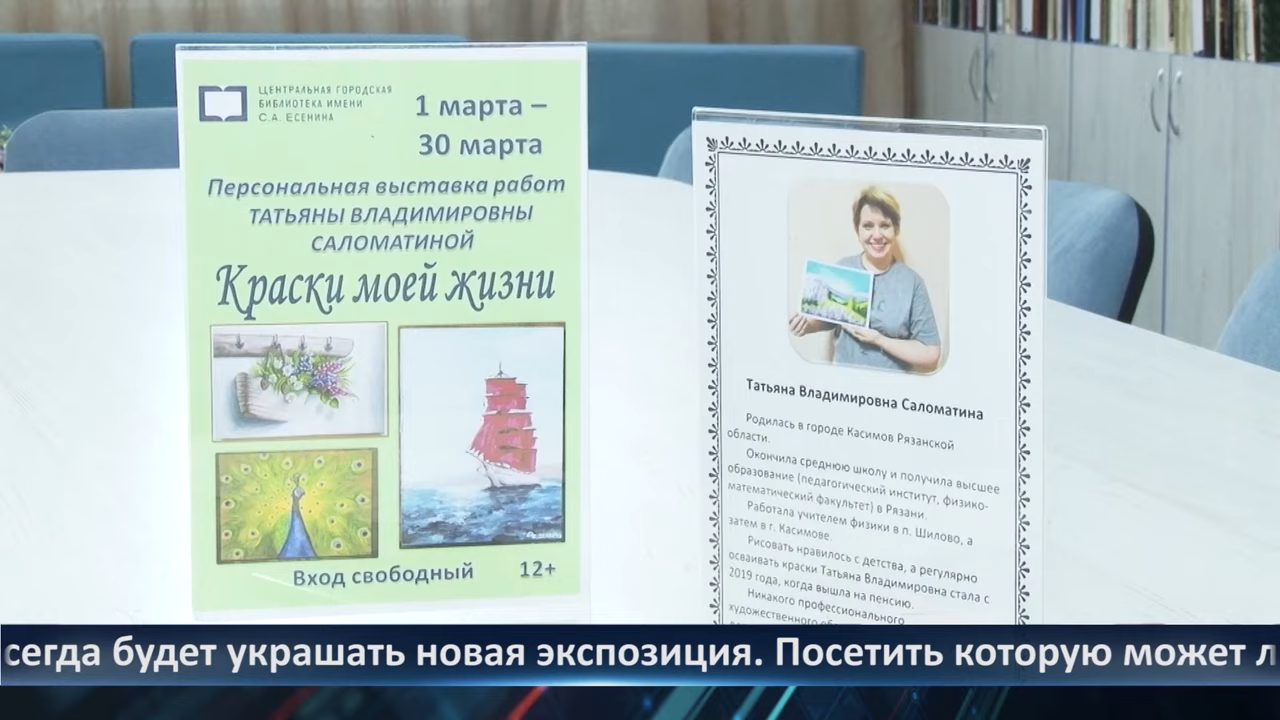 ЦЕНТРАЛЬНАЯ ГОРОДСКАЯ
БИБЛИОТЕКА ИМЕНИ
С.А. ЕСЕНИНА
1 марта –
30 марта
Персональная выставка работ
ТАТЬЯНЫ ВЛАДИМИРОВНЫ
САЛОМАТИНОЙ
Краски моей жизни
Вход свободный 12+
Татьяна Владимировна Саломатина
Родилась в городе Касимов Рязанской
области.
Окончила среднюю школу и получила высшее
образование (педагогический институт, физико-
математический факультет) в Рязани.
Работала учителем физики в п. Шилово, а
затем в г. Касимове.
Рисовать нравилось с детства, а регулярно
осваивать краски Татьяна Владимировна стала с
2019 года, когда вышла на пенсию.
Никакого профессионального
художественного
сегда будет украшать новая экспозиция. Посетить которую может л